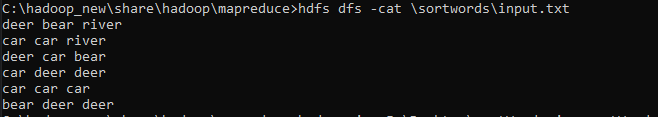 C:\hadoop_new\share\hadoop\mapreduce>hdfs dfs -cat \sortwords\input.txt
deer bear river
car car river
deer car bear
car deer deer
car car car
bear deer deer